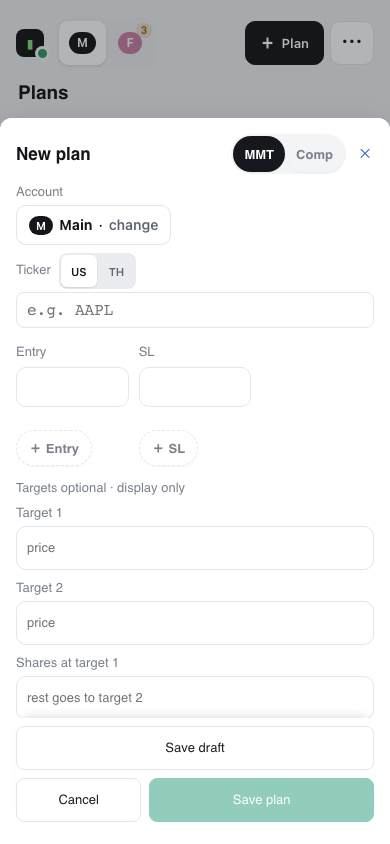 M F 3 + Plan ...
Plans
New plan MMT Comp ×
Account
M Main · change
Ticker US TH
e.g. AAPL
Entry SL
+ Entry + SL
Targets optional · display only
Target 1
price
Target 2
price
Shares at target 1
rest goes to target 2
Save draft
Cancel Save plan